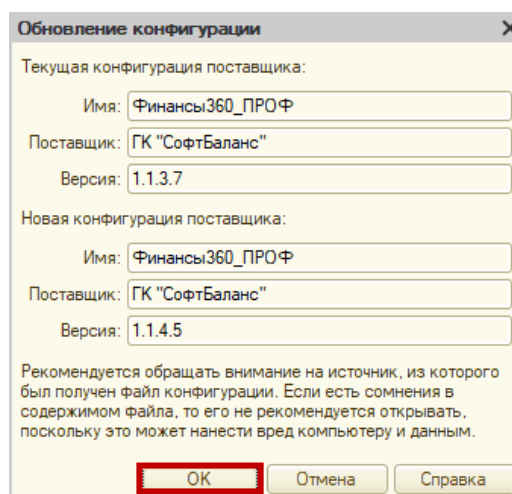 Обновление конфигурации
Текущая конфигурация поставщика:
Имя: Финансы360_ПРОФ
Поставщик: ГК "СофтБаланс"
Версия: 1.1.3.7
Новая конфигурация поставщика:
Имя: Финансы360_ПРОФ
Поставщик: ГК "СофтБаланс"
Версия: 1.1.4.5
Рекомендуется обращать внимание на источник, из которого
был получен файл конфигурации. Если есть сомнения в
содержимом файла, то его не рекомендуется открывать,
поскольку это может нанести вред компьютеру и данным.
OK Отмена Справка